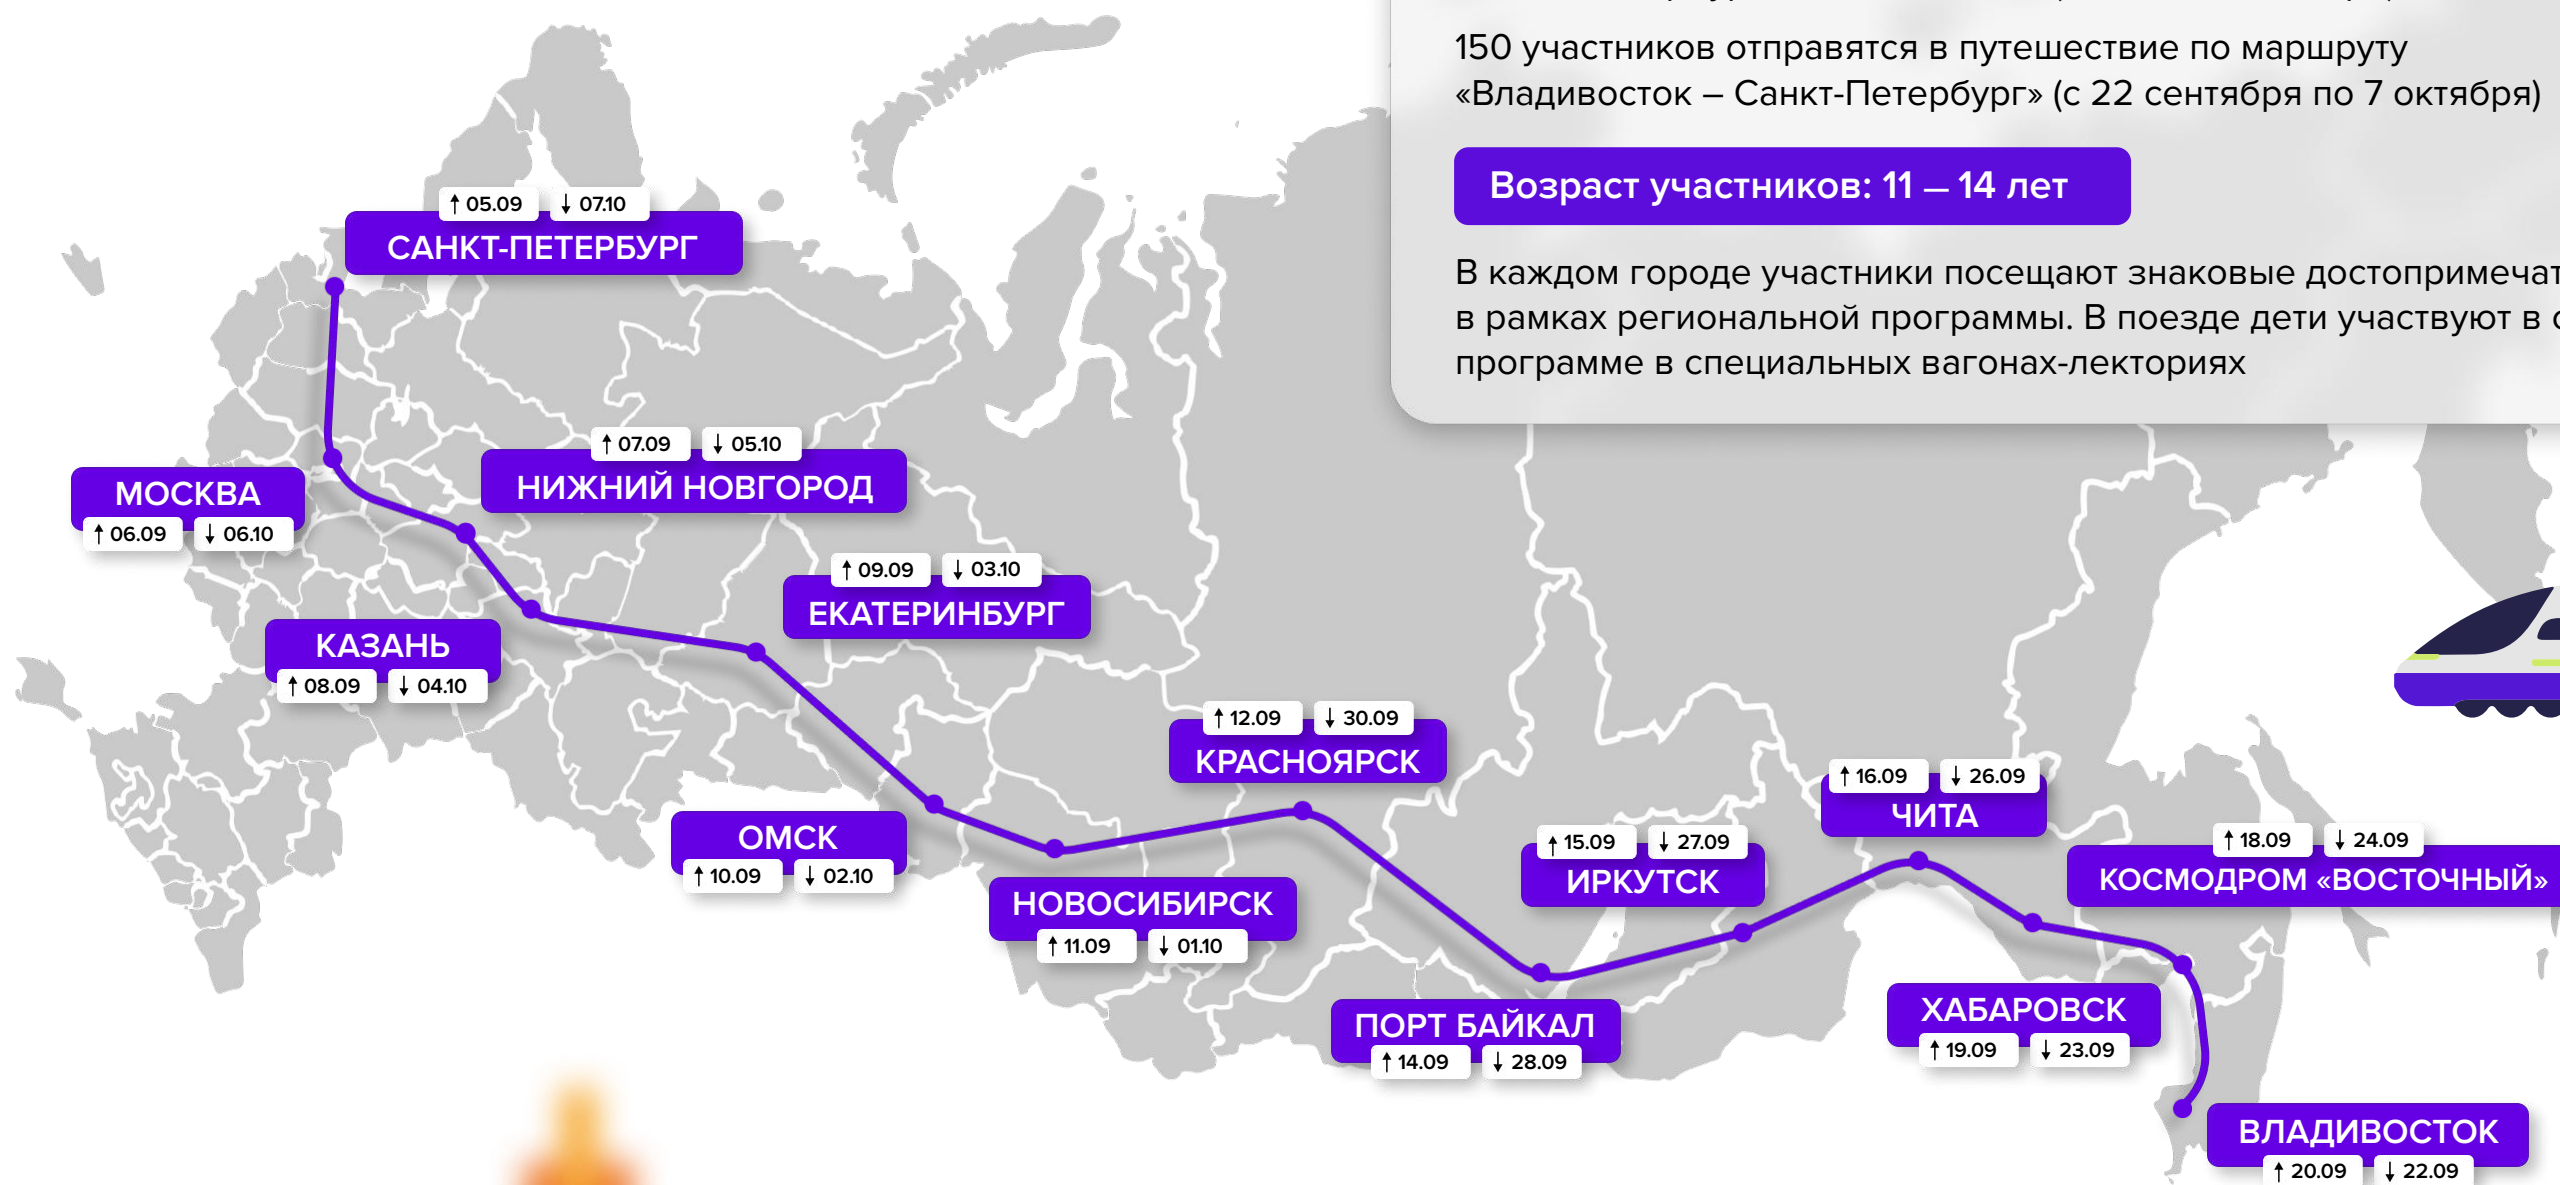 150 участников отправятся в путешествие по маршруту
«Владивосток – Санкт-Петербург» (с 22 сентября по 7 октября)
Возраст участников: 11 — 14 лет
В каждом городе участники посещают знаковые
в рамках региональной программы. В поезде дети участвуют в
программе в специальных вагонах-лекториях
↑ 05.09 ↓ 07.10
САНКТ-ПЕТЕРБУРГ
МОСКВА
↑ 06.09 ↓ 06.10
↑ 07.09 ↓ 05.10
НИЖНИЙ НОВГОРОД
КАЗАНЬ
↑ 08.09 ↓ 04.10
↑ 09.09 ↓ 03.10
ЕКАТЕРИНБУРГ
ОМСК
↑ 10.09 ↓ 02.10
НОВОСИБИРСК
↑ 11.09 ↓ 01.10
↑ 12.09 ↓ 30.09
КРАСНОЯРСК
ПОРТ БАЙКАЛ
↑ 14.09 ↓ 28.09
↑ 15.09 ↓ 27.09
ИРКУТСК
↑ 16.09 ↓ 26.09
ЧИТА
↑ 18.09 ↓ 24.09
КОСМОДРОМ «ВОСТОЧНЫЙ»
ХАБАРОВСК
↑ 19.09 ↓ 23.09
ВЛАДИВОСТОК
↑ 20.09 ↓ 22.09